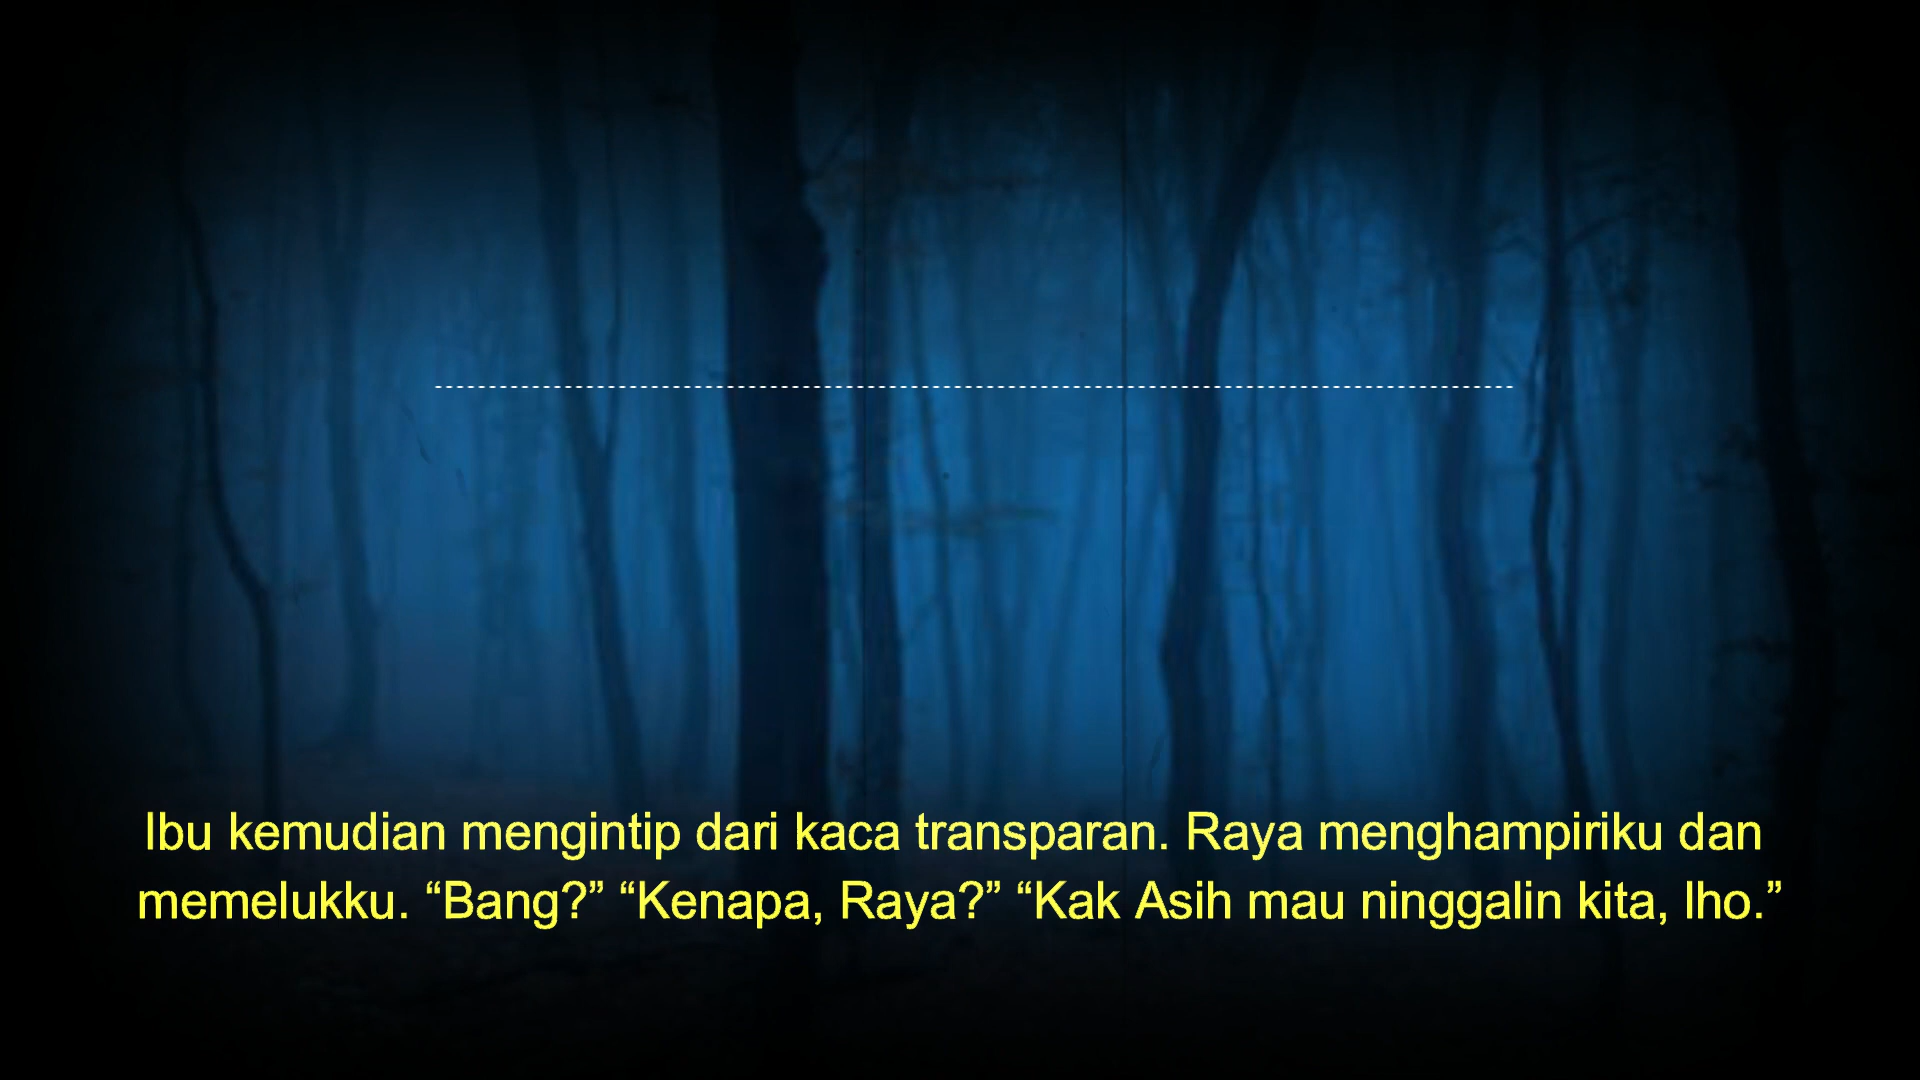 Ibu kemudian mengintip dari kaca transparan. Raya menghampiriku dan
memelukku. “Bang?” “Kenapa, Raya?” “Kak Asih mau ninggalin kita, lho.”